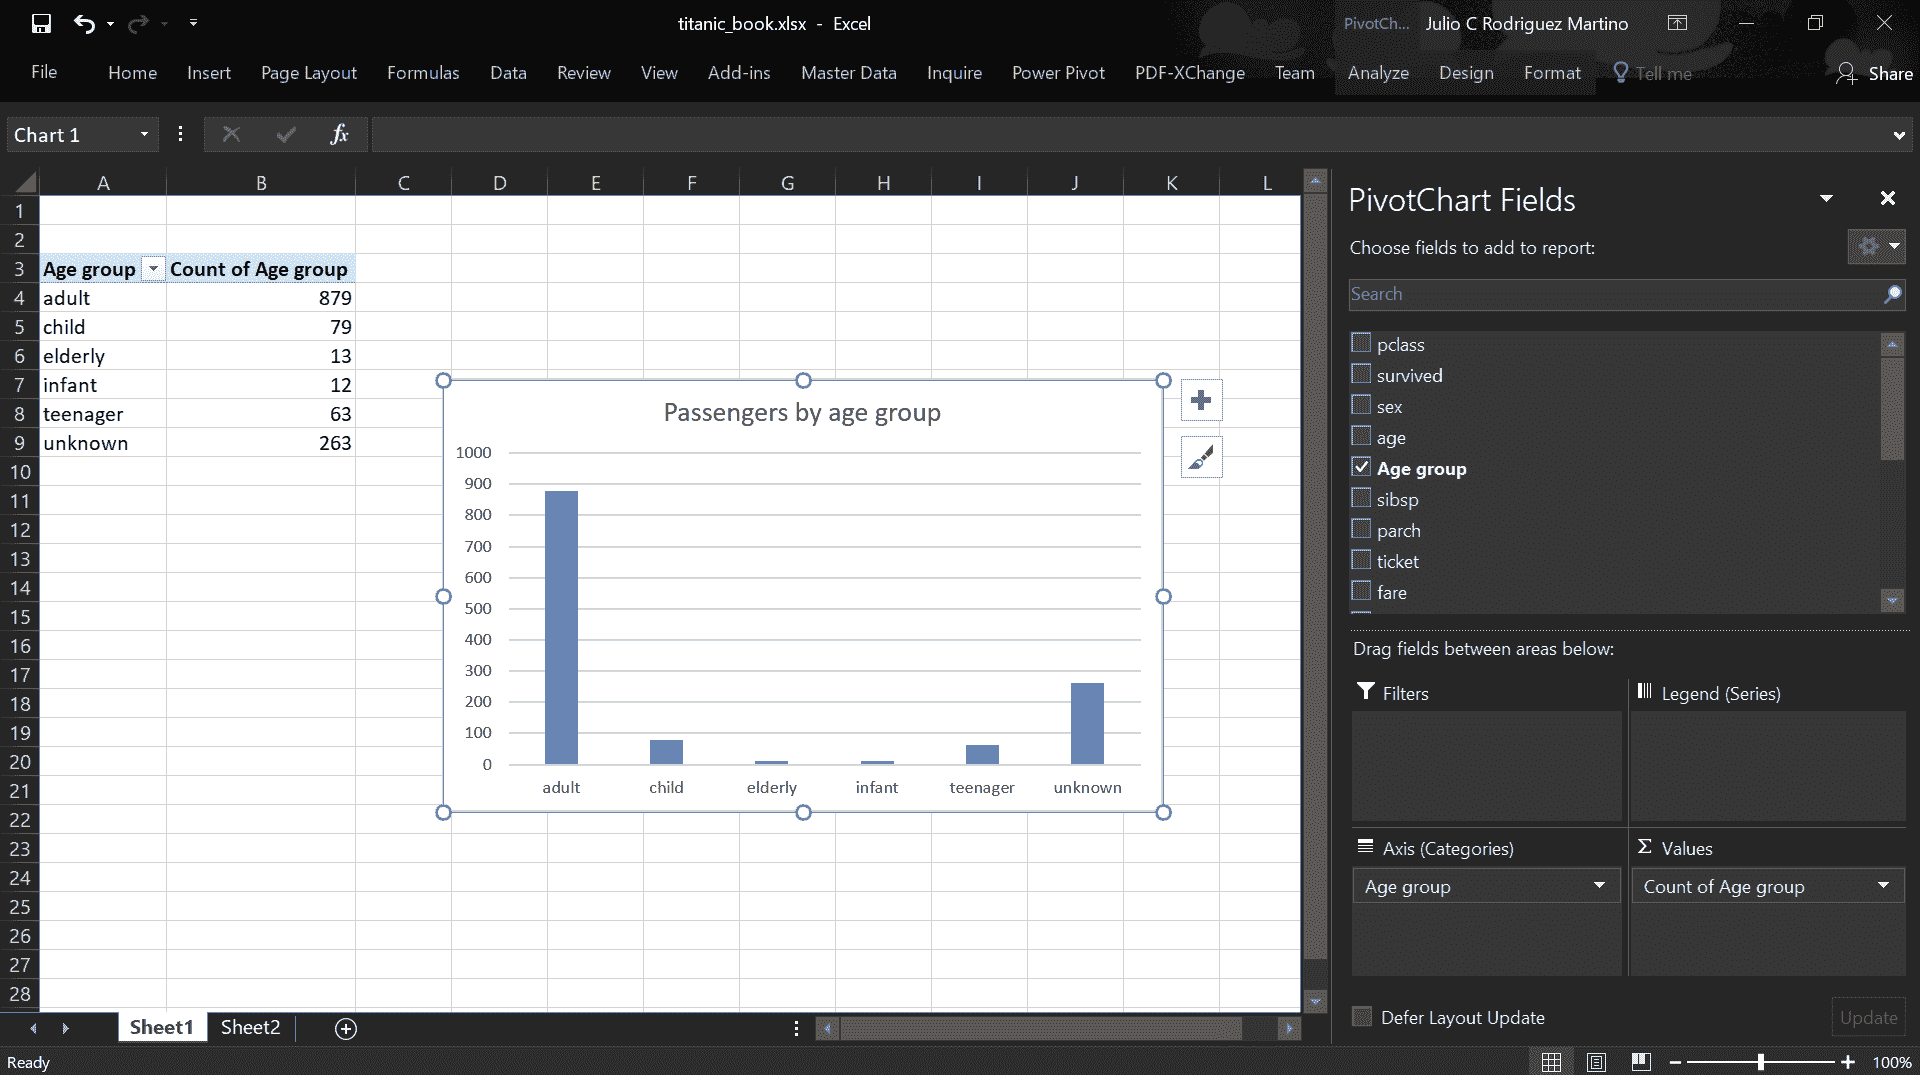 titanic_book.xlsx - Excel
PivotCh... Julio C Rodriguez Martino
File Home Insert Page Layout Formulas Data Review View Add-ins Master Data Inquire Power Pivot PDF-XChange Team Analyze Design Format Tell me Share
Chart 1 fx
A B C D E F G H I J K L
1
2
3 Age group Count of Age group
4 adult 879
5 child 79
6 elderly 13
7 infant 12
8 teenager 63
9 unknown 263
10
11
12
13
14
15
16
17
18
19
20
21
22
23
24
25
26
27
28
Passengers by age group
1000
900
800
700
600
500
400
300
200
100
0
adult child elderly infant teenager unknown
PivotChart Fields
Choose fields to add to report:
Search
pclass
survived
sex
age
Age group
sibsp
parch
ticket
fare
Drag fields between areas below:
Filters
Legend (Series)
Axis (Categories)
Age group
Σ Values
Count of Age group
Defer Layout Update Update
Sheet1 Sheet2
Ready
100%